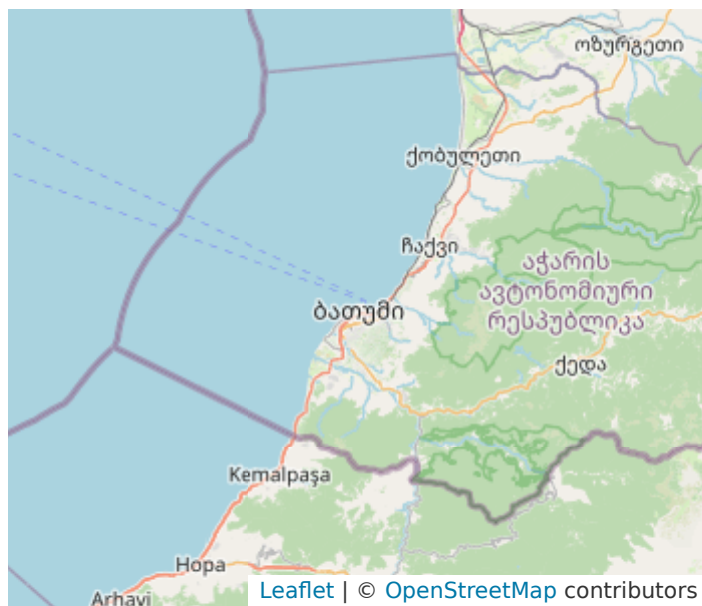 ოზურგეთი
ქობულეთი
ჩაქვი
აჭარის
ავტონომიური
რესპუბლიკა
ბათუმი
ქედა
Kemalpaşa
Hopa
Arhavi
Leaflet | © OpenStreetMap contributors